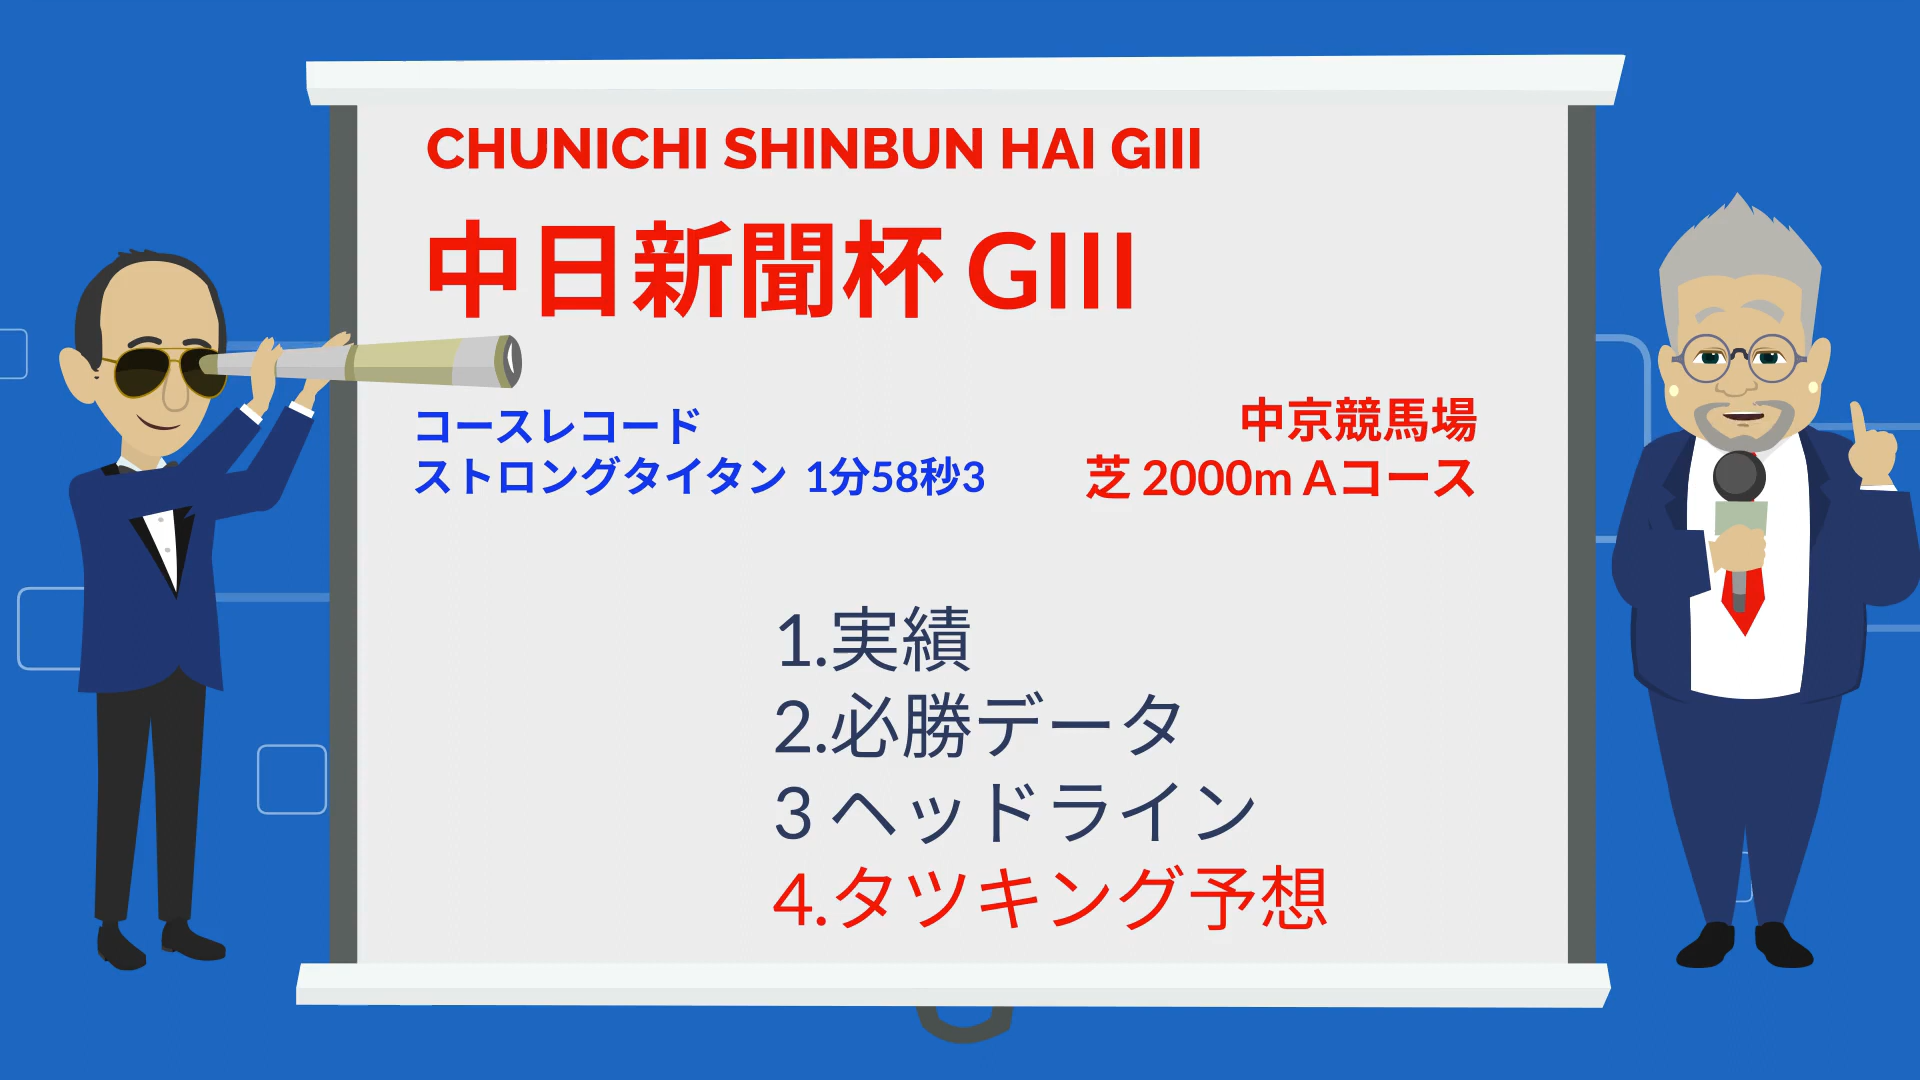 CHUNICHI SHINBUN HAI GIII
中日新聞杯 GIII
コースレコード
ストロングタイタン 1分58秒3
中京競馬場
芝 2000m Aコース
1.実績
2.必勝データ
3 ヘッドライン
4.タツキング予想